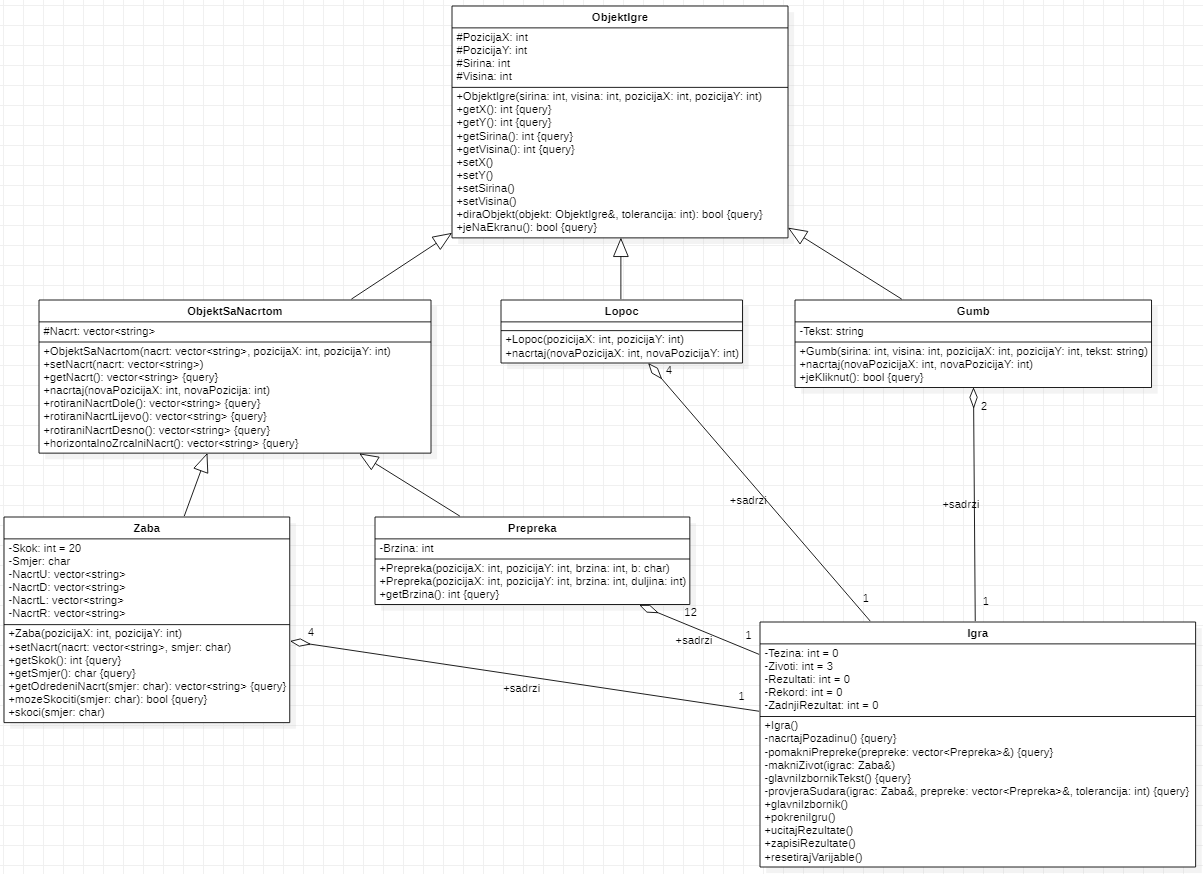 ObjektIgre
#PozicijaX: int
#PozicijaY: int
#Sirina: int
#Visina: int
+ObjektIgre(sirina: int, visina: int, pozicijaX: int, pozicijaY: int)
+getX(): int {query}
+getY(): int {query}
+getSirina(): int {query}
+getVisina(): int {query}
+setX()
+setY()
+setSirina()
+setVisina()
+diraObjekt(objekt: ObjektIgre&, tolerancija: int): bool {query}
+jeNaEkranu(): bool {query}
ObjektSaNacrtom
#Nacrt: vector<string>
+ObjektSaNacrtom(nacrt: vector<string>, pozicijaX: int, pozicijaY: int)
+setNacrt(nacrt: vector<string>)
+getNacrt(): vector<string> {query}
+nacrtaj(novaPozicijaX: int, novaPozicija: int)
+rotiraniNacrtDole(): vector<string> {query}
+rotiraniNacrtLijevo(): vector<string> {query}
+rotiraniNacrtDesno(): vector<string> {query}
+horizontalnoZrcalniNacrt(): vector<string> {query}
Lopoc
+Lopoc(pozicijaX: int, pozicijaY: int)
+nacrtaj(novaPozicijaX: int, novaPozicijaY: int)
4
Gumb
-Tekst: string
+Gumb(sirina: int, visina: int, pozicijaX: int, pozicijaY: int, tekst: string)
+nacrtaj(novaPozicijaX: int, novaPozicijaY: int)
+jeKliknut(): bool {query}
2
+sadrzi
+sadrzi
1
1
Zaba
-Skok: int = 20
-Smjer: char
-NacrtU: vector<string>
-NacrtD: vector<string>
-NacrtL: vector<string>
-NacrtR: vector<string>
+Zaba(pozicijaX: int, pozicijaY: int)
+setNacrt(nacrt: vector<string>, smjer: char)
+getSkok(): int {query}
+getSmjer(): char {query}
+getOdredeniNacrt(smjer: char): vector<string> {query}
+mozeSkociti(smjer: char): bool {query}
+skoci(smjer: char)
4
+sadrzi
1
Prepreka
-Brzina: int
+Prepreka(pozicijaX: int, pozicijaY: int, brzina: int, b: char)
+Prepreka(pozicijaX: int, pozicijaY: int, brzina: int, duljina: int)
+getBrzina(): int {query}
12
+sadrzi
1
Igra
-Tezina: int = 0
-Zivoti: int = 3
-Rezultati: int = 0
-Rekord: int = 0
-ZadnjiRezultat: int = 0
+Igra()
-nacrtajPozadinu() {query}
-pomakniPrepreke(prepreke: vector<Prepreka>&) {query}
-makniZivot(igrac: Zaba&)
-glavniIzbornikTekst() {query}
-provjeraSudara(igrac: Zaba&, prepreke: vector<Prepreka>&, tolerancija: int) {query}
+glavniIzbornik()
+pokreniIgru()
+ucitajRezultate()
+zapisiRezultate()
+resetirajVarijable()